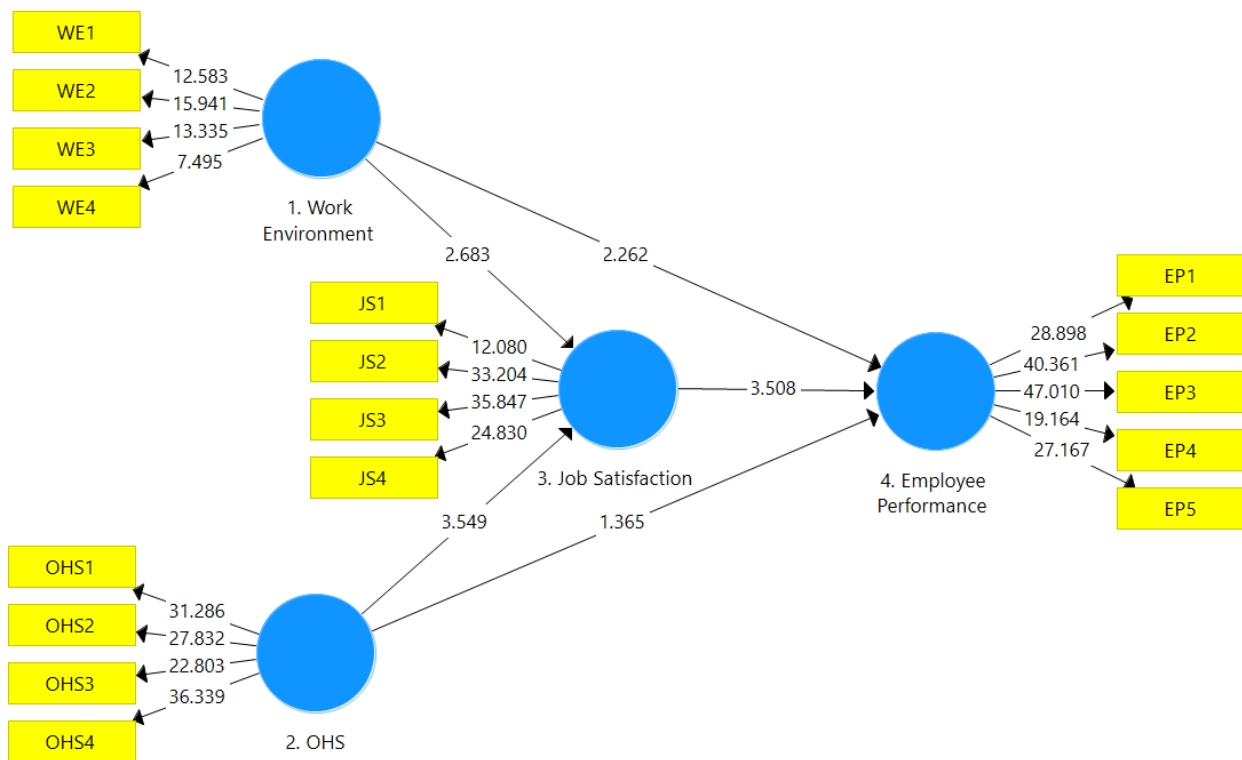 WE1
12.583
WE2
15.941
WE3
13.335
7.495
WE4
1. Work
Environment
2.683
2.262
JS1
12.080
JS2
33.204
JS3
35.847
24.830
JS4
3. Job Satisfaction
3.508
EP1
28.898
EP2
40.361
EP3
47.010
19.164
EP4
27.167
EP5
4. Employee
Performance
3.549
1.365
OHS1
31.286
OHS2
27.832
22.803
OHS3
36.339
OHS4
2. OHS